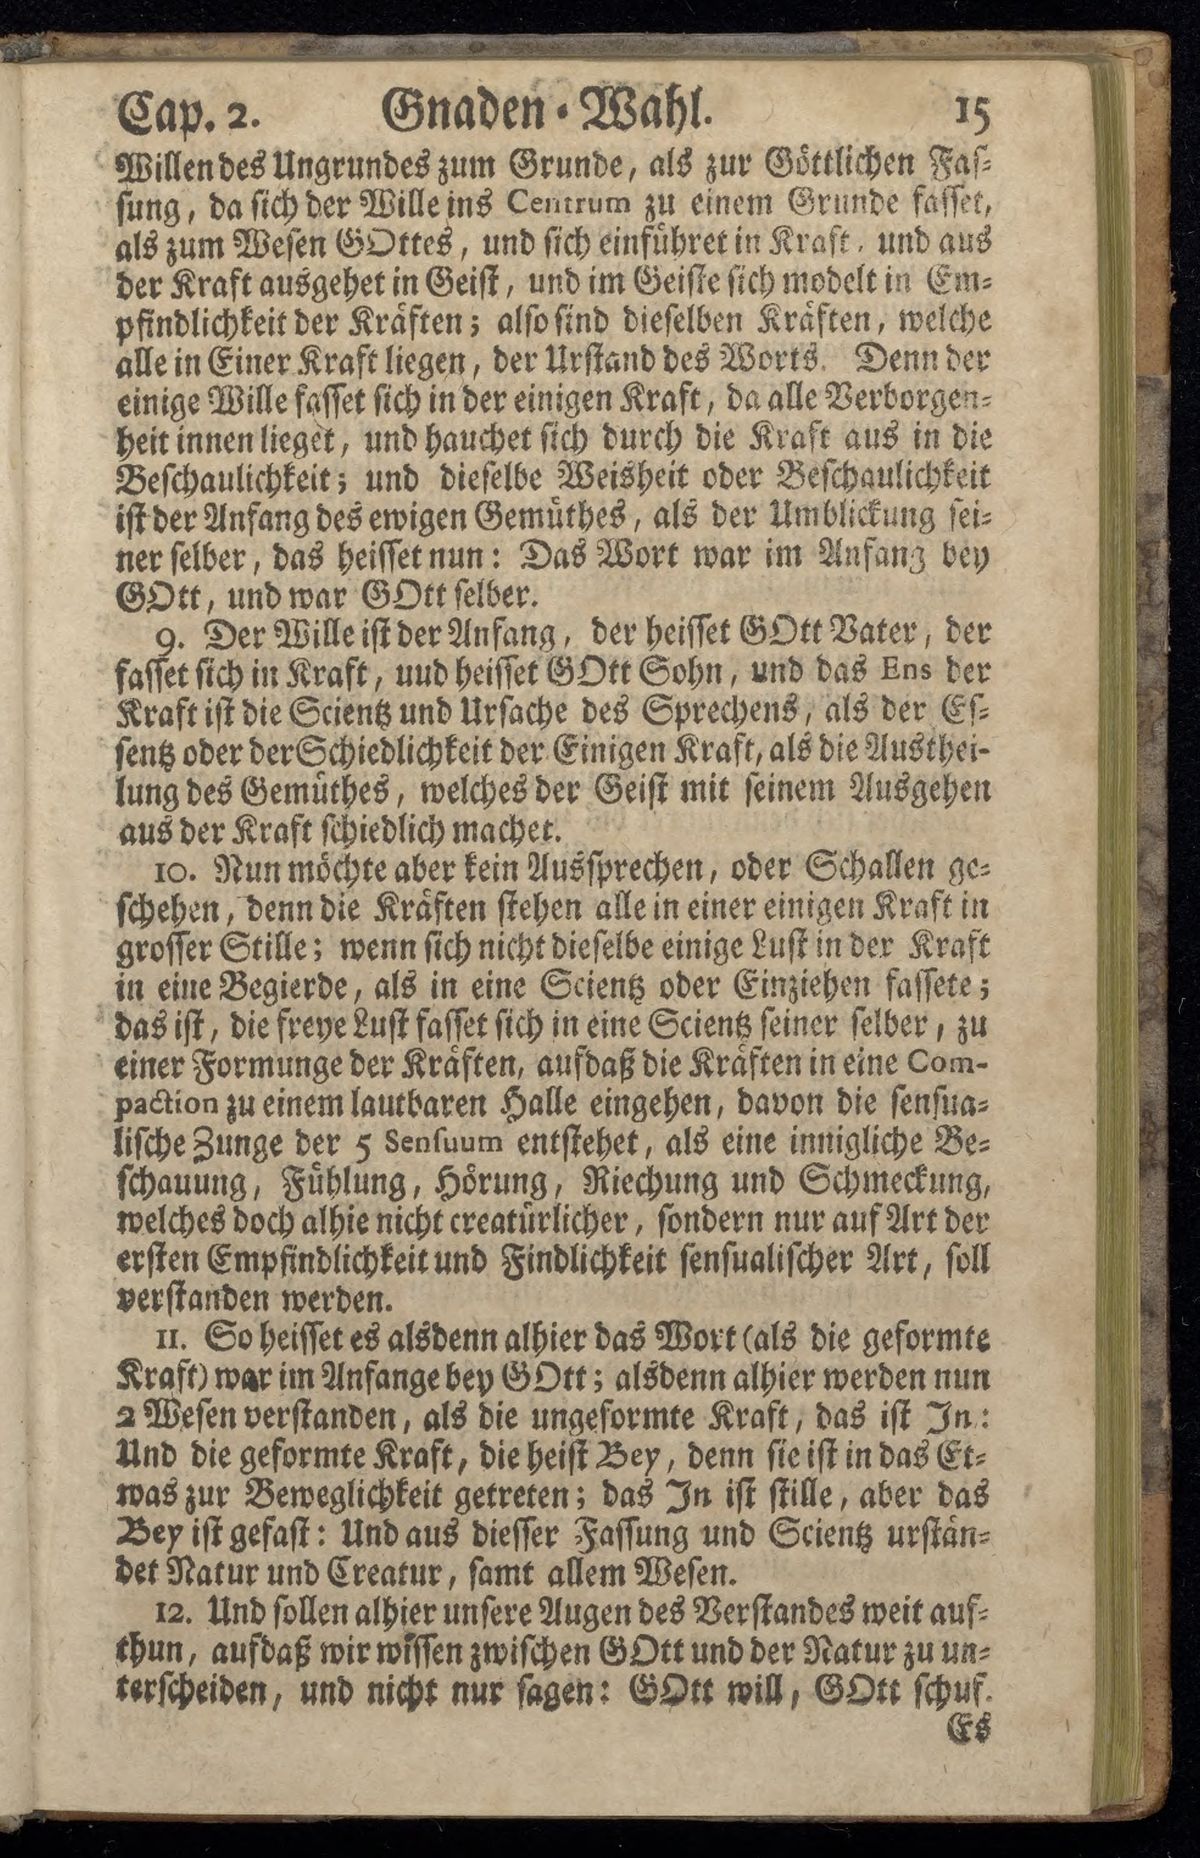 Cap. 2. Gnaden-Wahl. 15
Willen des Ungrundes zum Grunde, als zur Göttlichen Fas-
sung, da sich der Wille ins Centrum zu einem Grunde fasset,
als zum Wesen GOttes, und sich einführet in Kraft, und aus
der Kraft ausgehet in Geist, und im Geiste sich modelt in Em-
pfindlichkeit der Kräften; also sind dieselben Kräften, welche
alle in Einer Kraft liegen, der Urstand des Worts. Denn der
einige Wille fasset sich in der einigen Kraft, da alle Verborgen-
heit innen lieget, und hauchet sich durch die Kraft aus in die
Beschaulichkeit; und dieselbe Weisheit oder Beschaulichkeit
ist der Anfang des ewigen Gemüthes, als der Umblickung sei-
ner selber, das heisset nun: Das Wort war im Anfang bey
GOtt, und war GOtt selber.
9. Der Wille ist der Anfang, der heisset GOtt Vater, der
fasset sich in Kraft, uud heisset GOtt Sohn, und das Ens der
Kraft ist die Scientz und Ursache des Sprechens, als der Es-
sentz oder der Schiedlichkeit der Einigen Kraft, als die Austhei-
lung des Gemüthes, welches der Geist mit seinem Ausgehen
aus der Kraft schiedlich machet.
10. Nun möchte aber kein Aussprechen, oder Schallen ge-
schehen, denn die Kräften stehen alle in einer einigen Kraft in
grosser Stille; wenn sich nicht dieselbe einige Lust in der Kraft
in eine Begierde, als in eine Scientz oder Einziehen fassete;
das ist, die freye Lust fasset sich in eine Scientz seiner selber, zu
einer Formunge der Kräften, aufdaß die Kräften in eine Com-
paction zu einem lautbaren Halle eingehen, davon die sensua-
lische Zunge der 5 Sensuum entstehet, als eine innigliche Be-
schauung, Fühlung, Hörung, Riechung und Schmeckung,
welches doch alhie nicht creatürlicher, sondern nur auf Art der
ersten Empfindlichkeit und Findlichkeit sensualischer Art, soll
verstanden werden.
11. So heisset es alsdenn alhier das Wort (als die geformte
Kraft) war im Anfange bey GOtt; alsdenn alhier werden nun
2 Wesen verstanden, als die ungeformte Kraft, das ist In:
Und die geformte Kraft, die heist Bey, denn sie ist in das Et-
was zur Beweglichkeit getreten; das In ist stille, aber das
Bey ist gefast: Und aus diesser Fassung und Scientz urstän-
det Natur und Creatur, samt allem Wesen.
12. Und sollen alhier unsere Augen des Verstandes weit auf-
thun, aufdaß wir wissen zwischen GOtt und der Natur zu un-
terscheiden, und nicht nur sagen: GOtt will, GOtt schuf.
Es